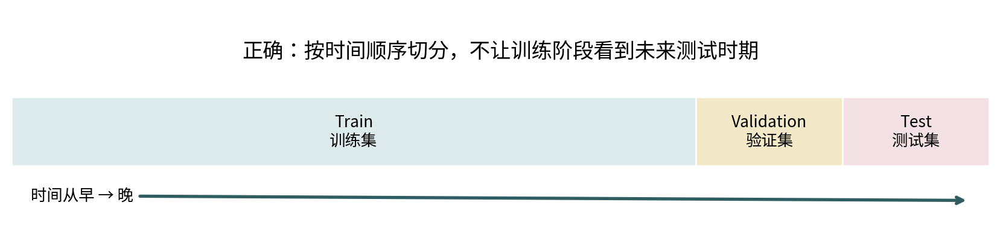 正确：按时间顺序切分，不让训练阶段看到未来测试时期
Train
训练集
Validation
验证集
Test
测试集
时间从早 → 晚